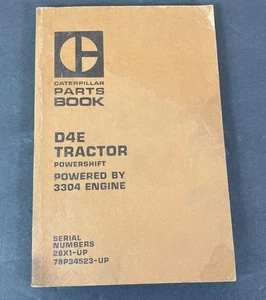 CATERPILLAR
PARTS
BOOK
D4E
TRACTOR
POWERSHIFT
POWERED BY
3304 ENGINE
SERIAL
NUMBERS
28X1-UP
78P34523-UP